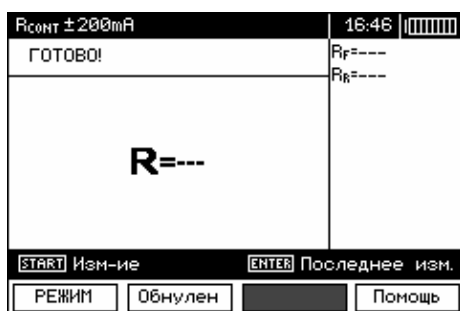 Rcont ±200mA 16:46
ГОТОВО!
RF=---
RR=---
R=---
START Изм-ие ENTER Последнее изм.
РЕЖИМ Обнулен Помощь